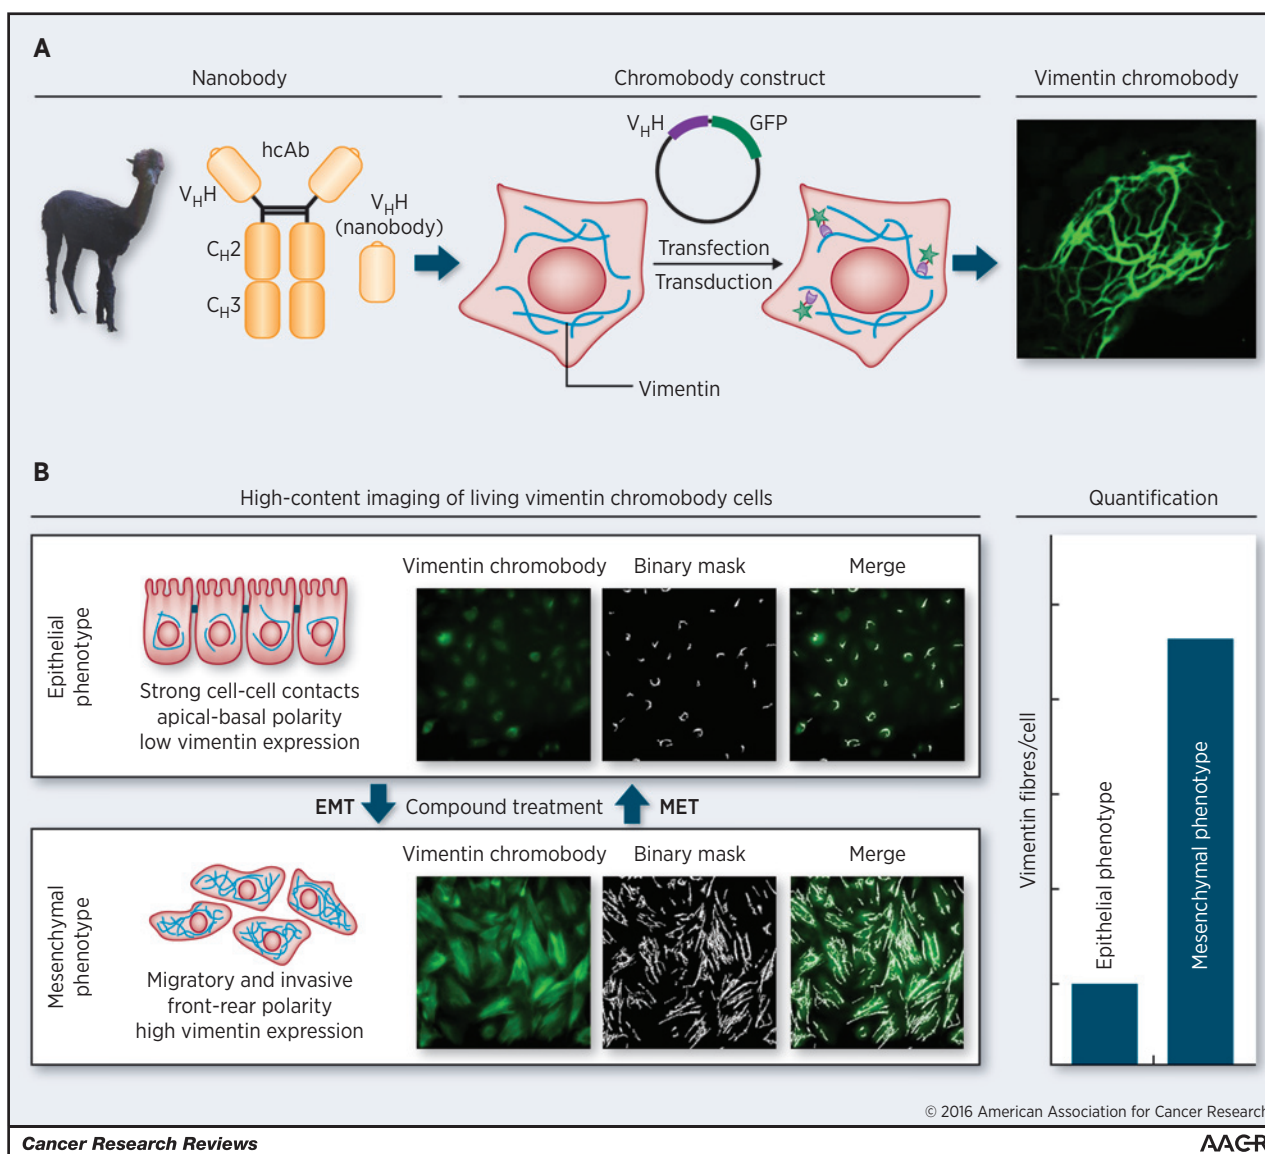 A
Nanobody
Chromobody construct
Vimentin chromobody
hcAb
VHH
CH2
CH3
VHH
(nanobody)
VHH
GFP
Transfection
Transduction
Vimentin
B
High-content imaging of living vimentin chromobody cells
Quantification
Epithelial
phenotype
Strong cell-cell contacts
apical-basal polarity
low vimentin expression
Vimentin chromobody
Binary mask
Merge
EMT
Compound treatment
MET
Mesenchymal
phenotype
Migratory and invasive
front-rear polarity
high vimentin expression
Vimentin chromobody
Binary mask
Merge
Vimentin fibres/cell
Epithelial phenotype
Mesenchymal phenotype
© 2016 American Association for Cancer Research
Cancer Research Reviews
AACR